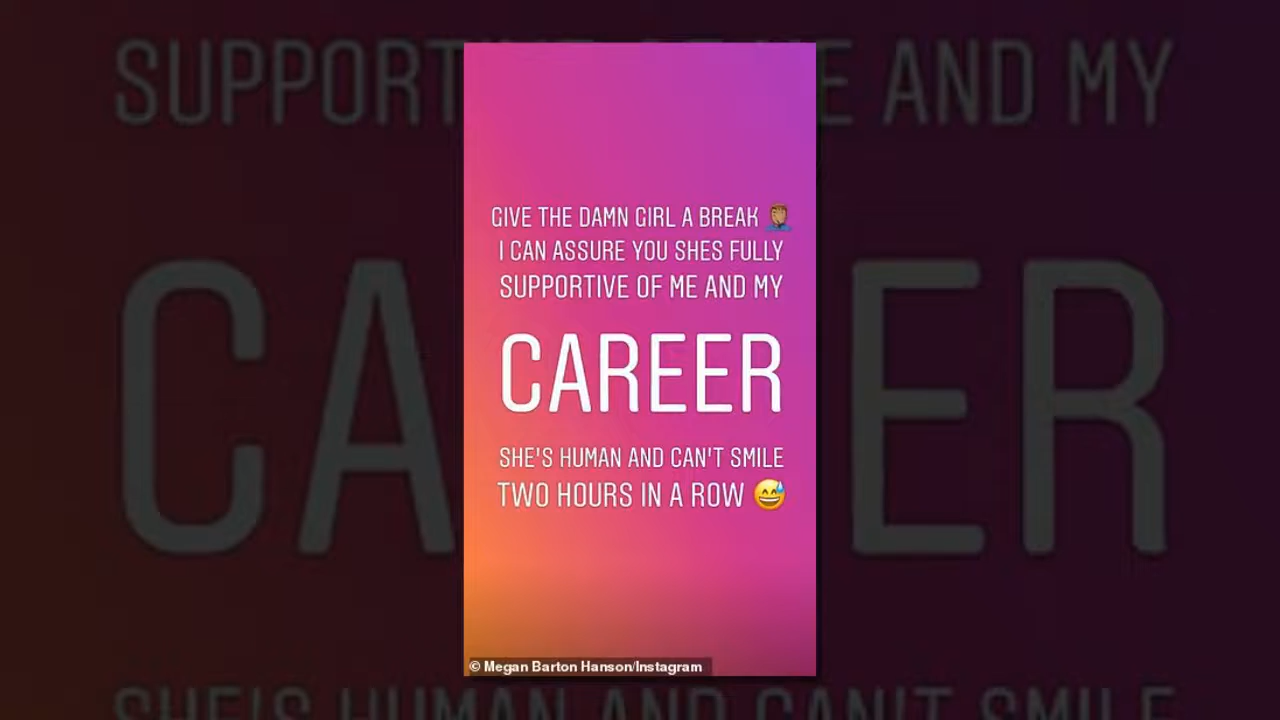 GIVE THE DAMN GIRL A BREAK 🤦🏽‍♂️
I CAN ASSURE YOU SHES FULLY
SUPPORTIVE OF ME AND MY
CAREER
SHE'S HUMAN AND CAN'T SMILE
TWO HOURS IN A ROW 😅
© Megan Barton Hanson/Instagram